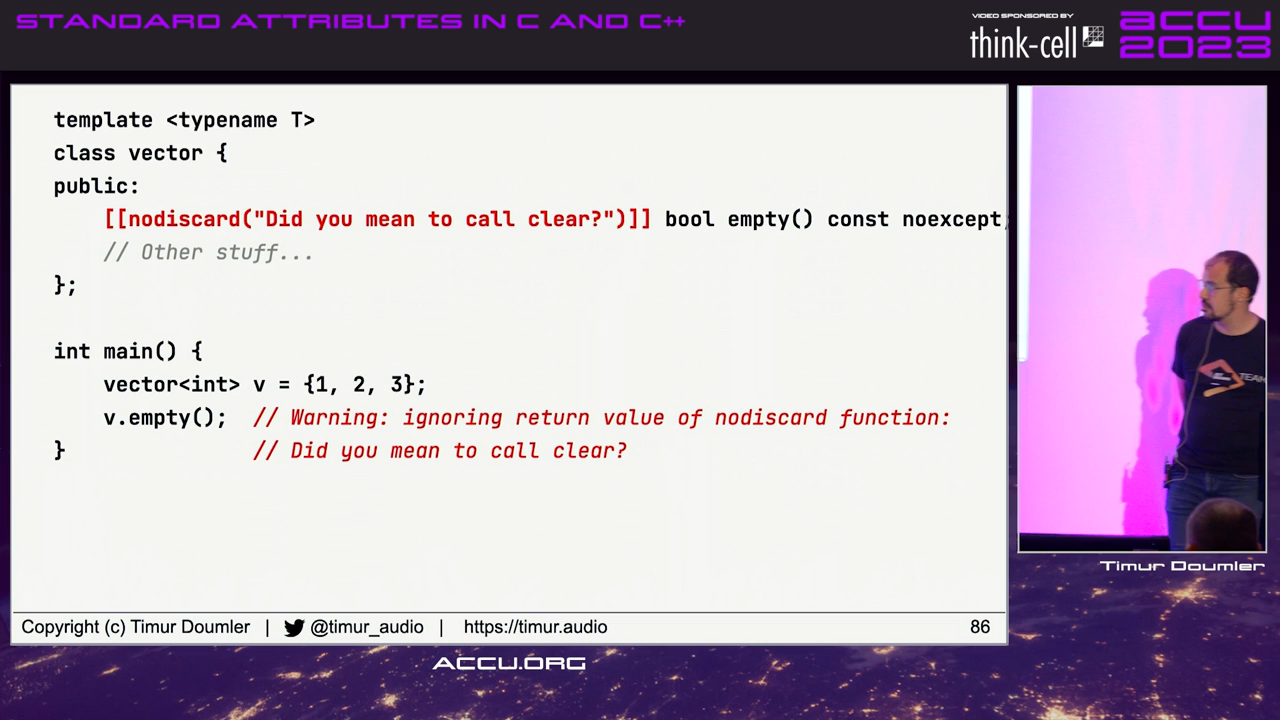 STANDARD ATTRIBUTES IN C AND C++
VIDEO SPONSORED BY
think-cell
accu
2023
template <typename T>
class vector {
public:
[[nodiscard("Did you mean to call clear?")]] bool empty() const noexcept;
// Other stuff...
};
int main() {
vector<int> v = {1, 2, 3};
v.empty(); // Warning: ignoring return value of nodiscard function:
} // Did you mean to call clear?
TEAM
Timur Doumler
Copyright (c) Timur Doumler | @timur_audio | https://timur.audio 86
ACCU.ORG